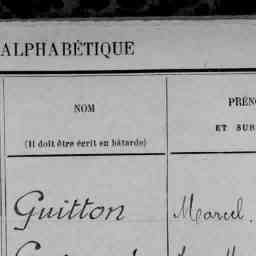 ALPHABÉTIQUE
NOM
PRÉN
ET SUR
(Il doit être écrit en bâtarde)
Guitton Marcel.